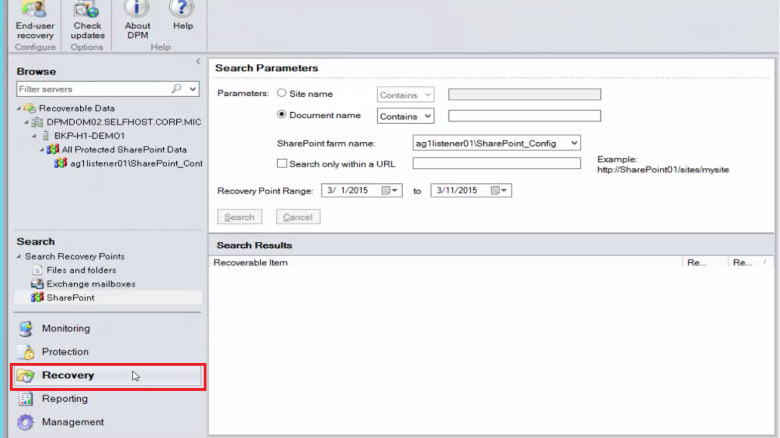 End-user recovery
Check updates
About DPM
Help
Configure
Options
Help
Browse
Filter servers
Recoverable Data
DPMDOM02.SELFHOST.CORP.MIC
BKP-H1-DEMO1
All Protected SharePoint Data
ag1listener01\SharePoint_Cont
Search
Search Recovery Points
Files and folders
Exchange mailboxes
SharePoint
Monitoring
Protection
Recovery
Reporting
Management
Search Parameters
Parameters: Site name Contains
Document name Contains
SharePoint farm name: ag1listener01\SharePoint_Config
Search only within a URL
Example:
http://SharePoint01/sites/mysite
Recovery Point Range: 3/ 1/2015 to 3/11/2015
Search Cancel
Search Results
Recoverable Item Re... Re...